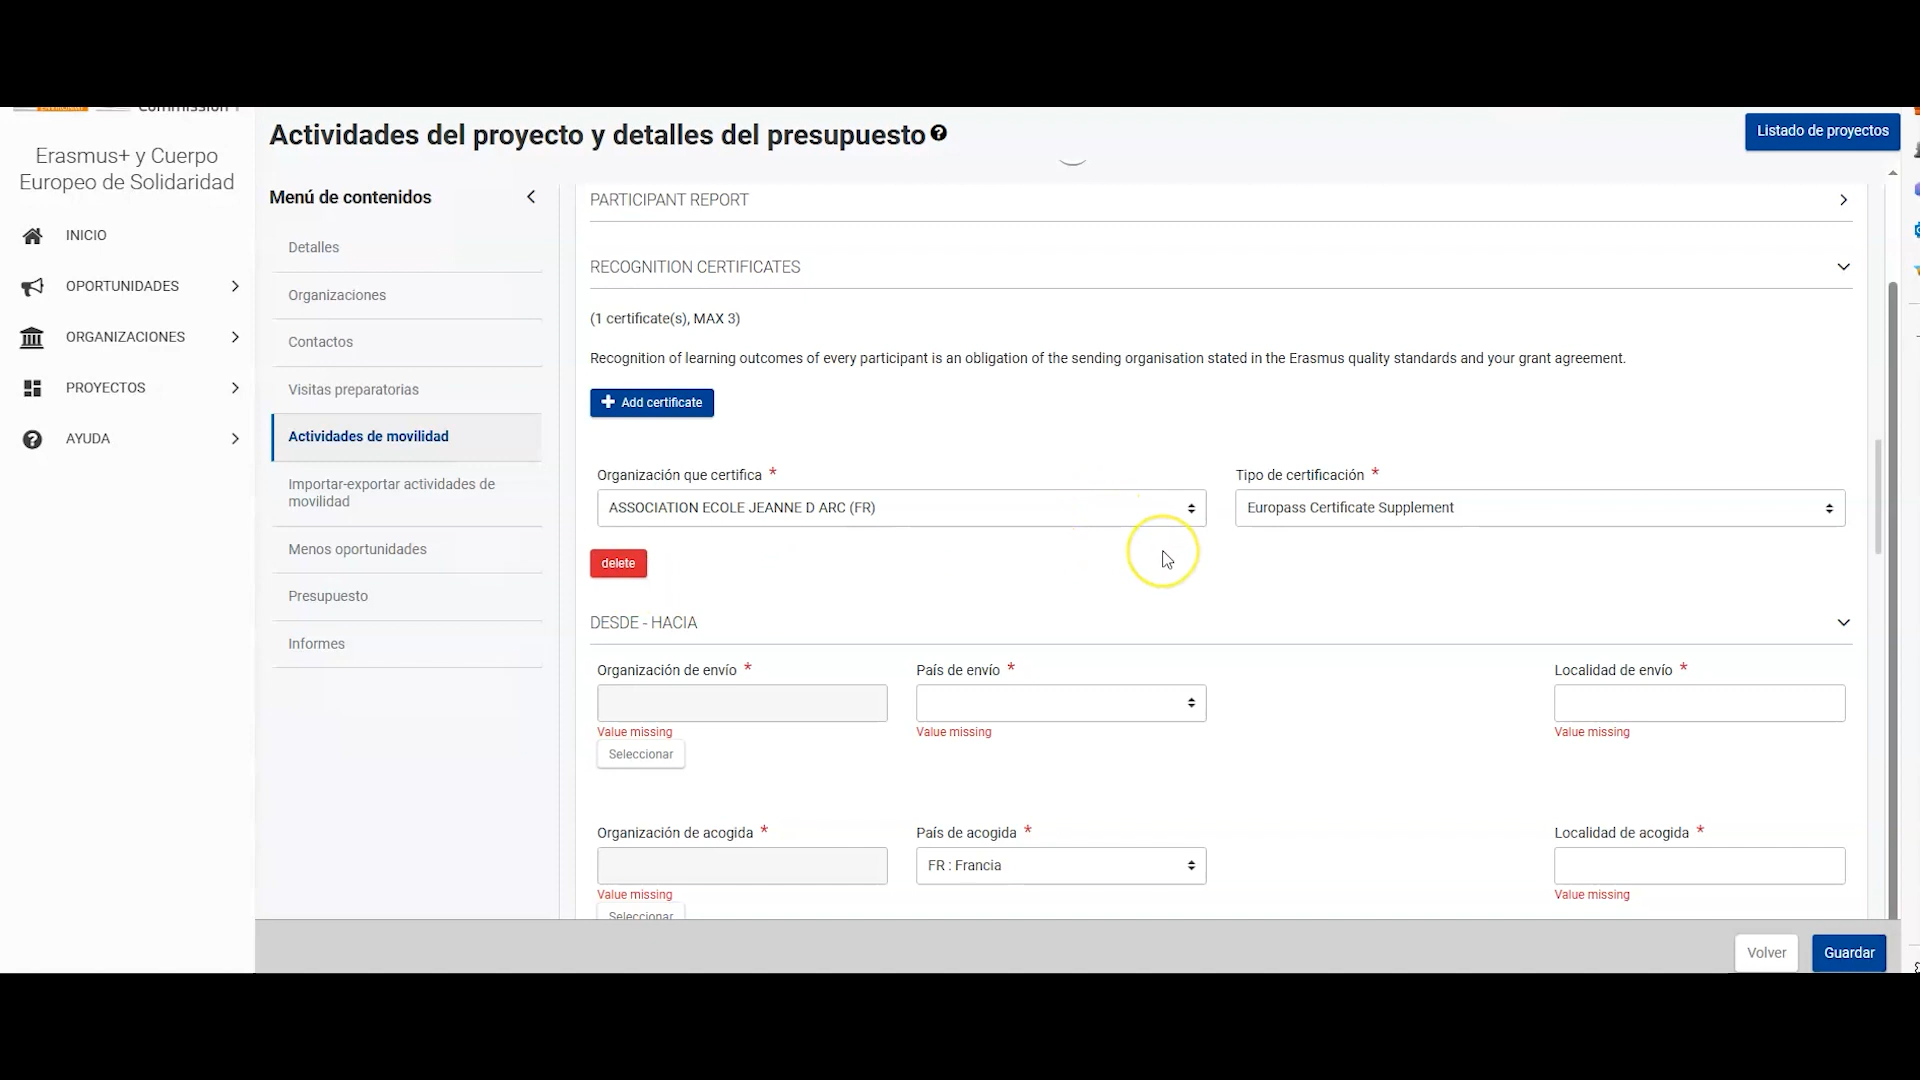 Erasmus+ y Cuerpo
Europeo de Solidaridad
INICIO
OPORTUNIDADES
ORGANIZACIONES
PROYECTOS
AYUDA
Actividades del proyecto y detalles del presupuesto
Listado de proyectos
Menú de contenidos
Detalles
Organizaciones
Contactos
Visitas preparatorias
Actividades de movilidad
Importar-exportar actividades de
movilidad
Menos oportunidades
Presupuesto
Informes
PARTICIPANT REPORT
RECOGNITION CERTIFICATES
(1 certificate(s), MAX 3)
Recognition of learning outcomes of every participant is an obligation of the sending organisation stated in the Erasmus quality standards and your grant agreement.
+ Add certificate
Organización que certifica * Tipo de certificación *
ASSOCIATION ECOLE JEANNE D ARC (FR) Europass Certificate Supplement
delete
DESDE - HACIA
Organización de envío * País de envío * Localidad de envío *
Value missing Value missing Value missing
Seleccionar
Organización de acogida * País de acogida * Localidad de acogida *
FR : Francia
Value missing Value missing
Seleccionar
Volver Guardar